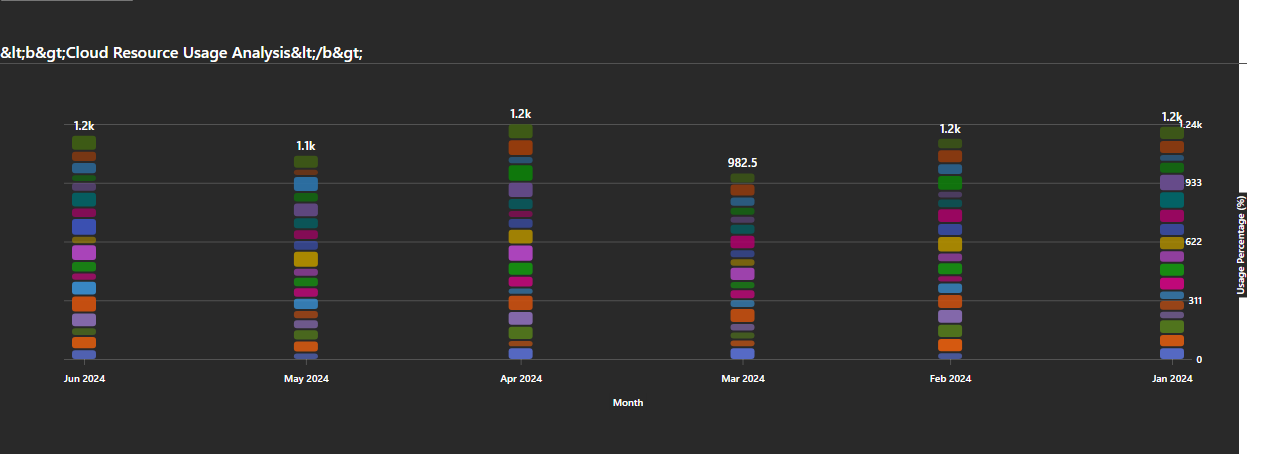 &lt;b&gt;Cloud Resource Usage Analysis&lt;/b&gt;
1.2k
1.1k
1.2k
982.5
1.2k
1.2k
1.24k
933
622
311
0
Usage Percentage (%)
Jun 2024
May 2024
Apr 2024
Mar 2024
Feb 2024
Jan 2024
Month